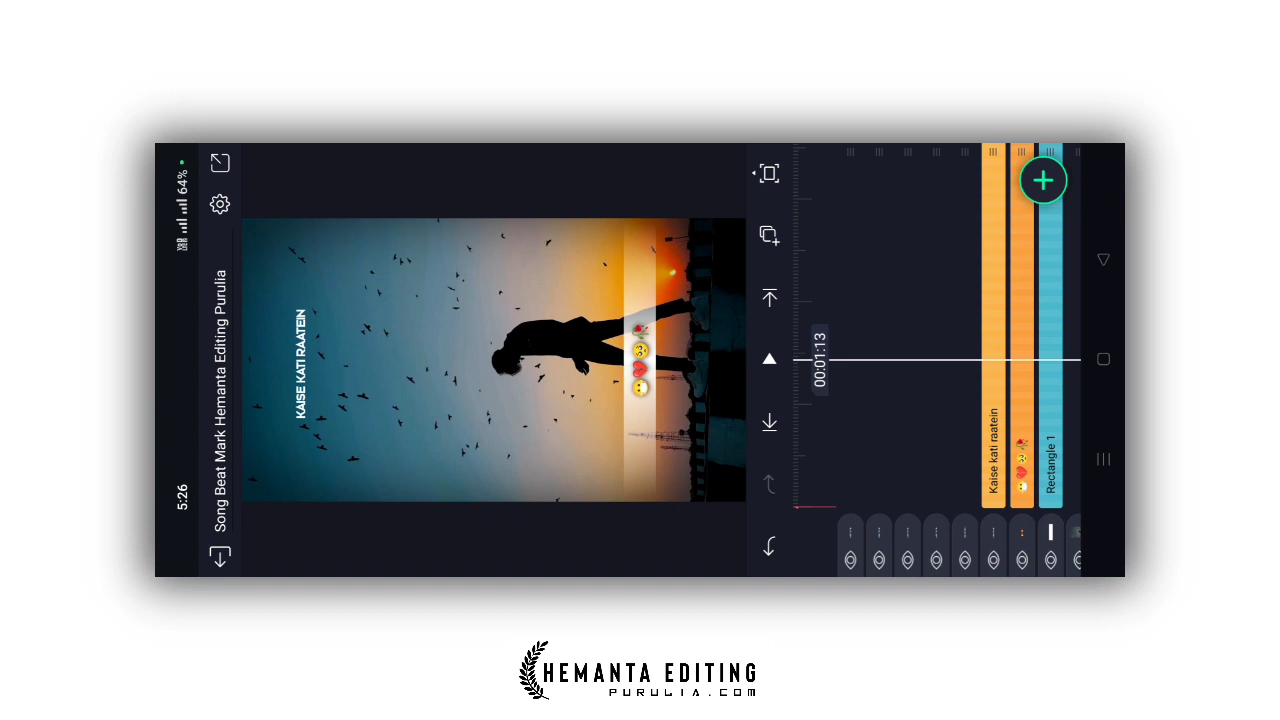 5:26
64%
Song Beat Mark Hemanta Editing Purulia
KAISE KATI RAATEIN
00:01:13
Kaise kati raatein
Rectangle 1
HEMANTA EDITING
PURULIA.COM